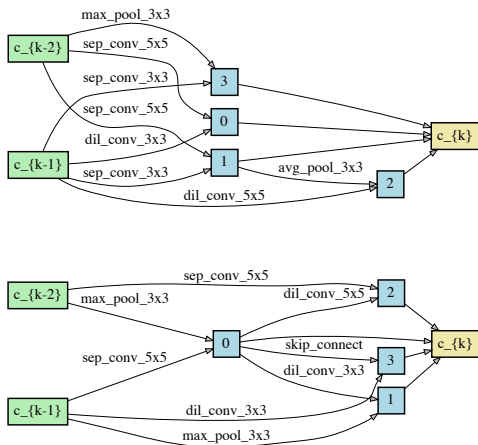 max_pool_3x3
c_{k-2}
sep_conv_5x5
sep_conv_3x3
3
c_{k}
sep_conv_5x5
0
dil_conv_3x3
c_{k-1}
1
avg_pool_3x3
sep_conv_3x3
2
dil_conv_5x5
sep_conv_5x5
c_{k-2}
dil_conv_5x5
2
max_pool_3x3
0
skip_connect
c_{k}
sep_conv_5x5
3
dil_conv_3x3
c_{k-1}
dil_conv_3x3
1
max_pool_3x3